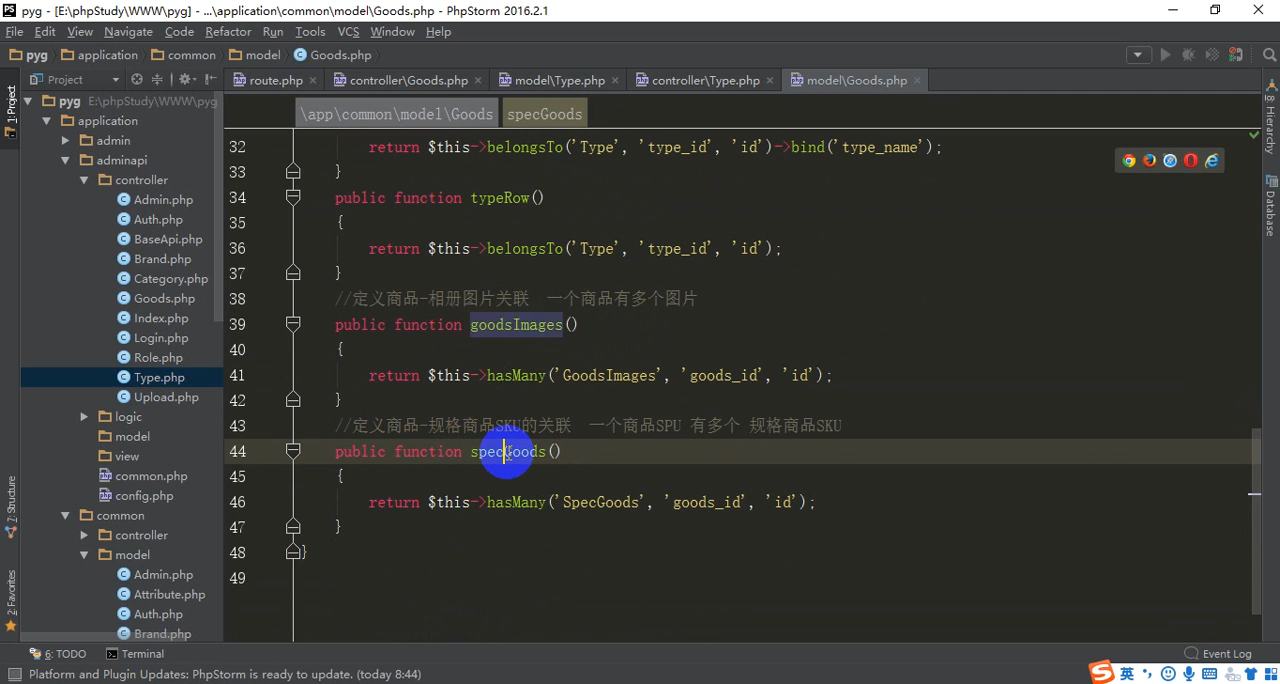 pyg - [E:\phpStudy\WWW\pyg] - ...\application\common\model\Goods.php - PhpStorm 2016.2.1
File Edit View Navigate Code Refactor Run Tools VCS Window Help
pyg application common model Goods.php
Project
route.php controller\Goods.php model\Type.php controller\Type.php model\Goods.php
1: Project
pyg E:\phpStudy\WWW\pyg
application
admin
adminapi
controller
Admin.php
Auth.php
BaseApi.php
Brand.php
Category.php
Goods.php
Index.php
Login.php
Role.php
Type.php
Upload.php
logic
model
view
common.php
config.php
common
controller
model
Admin.php
Attribute.php
Auth.php
Brand.php
7: Structure
2: Favorites
\app\common\model\Goods specGoods
32 return $this->belongsTo('Type', 'type_id', 'id')->bind('type_name');
33 }
34 public function typeRow()
35 {
36 return $this->belongsTo('Type', 'type_id', 'id');
37 }
38 //定义商品-相册图片关联 一个商品有多个图片
39 public function goodsImages()
40 {
41 return $this->hasMany('GoodsImages', 'goods_id', 'id');
42 }
43 //定义商品-规格商品SKU的关联 一个商品SPU 有多个 规格商品SKU
44 public function specGoods()
45 {
46 return $this->hasMany('SpecGoods', 'goods_id', 'id');
47 }
48 }
49
8: Hierarchy
Database
6: TODO Terminal Event Log
Platform and Plugin Updates: PhpStorm is ready to update. (today 8:44)
英